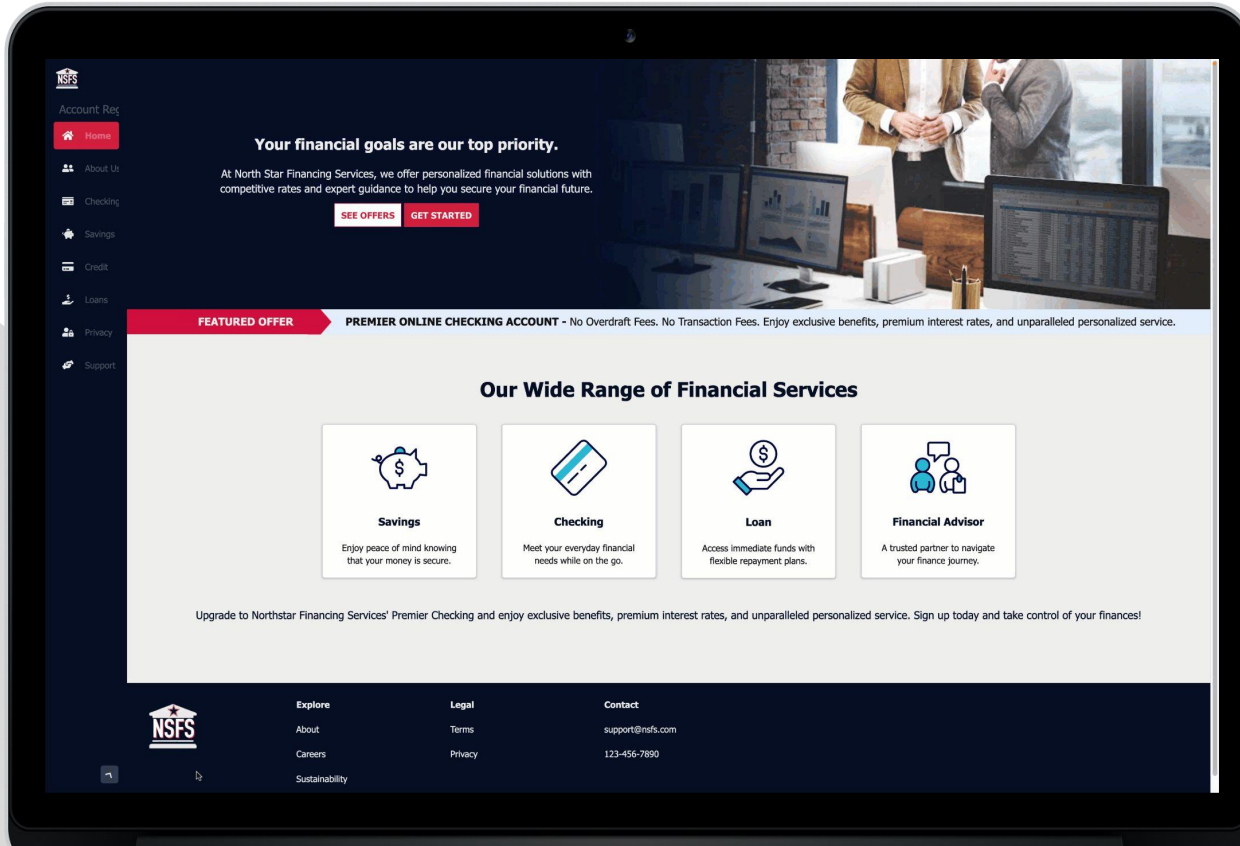 NSFS
Account Reg
Home
About Us
Checking
Savings
Credit
Loans
Privacy
Support
Your financial goals are our top priority.
At North Star Financing Services, we offer personalized financial solutions with
competitive rates and expert guidance to help you secure your financial future.
SEE OFFERS GET STARTED
FEATURED OFFER PREMIER ONLINE CHECKING ACCOUNT - No Overdraft Fees. No Transaction Fees. Enjoy exclusive benefits, premium interest rates, and unparalleled personalized service.
Our Wide Range of Financial Services
Savings
Enjoy peace of mind knowing
that your money is secure.
Checking
Meet your everyday financial
needs while on the go.
Loan
Access immediate funds with
flexible repayment plans.
Financial Advisor
A trusted partner to navigate
your finance journey.
Upgrade to Northstar Financing Services' Premier Checking and enjoy exclusive benefits, premium interest rates, and unparalleled personalized service. Sign up today and take control of your finances!
NSFS
Explore
About
Careers
Sustainability
Legal
Terms
Privacy
Contact
support@nsfs.com
123-456-7890